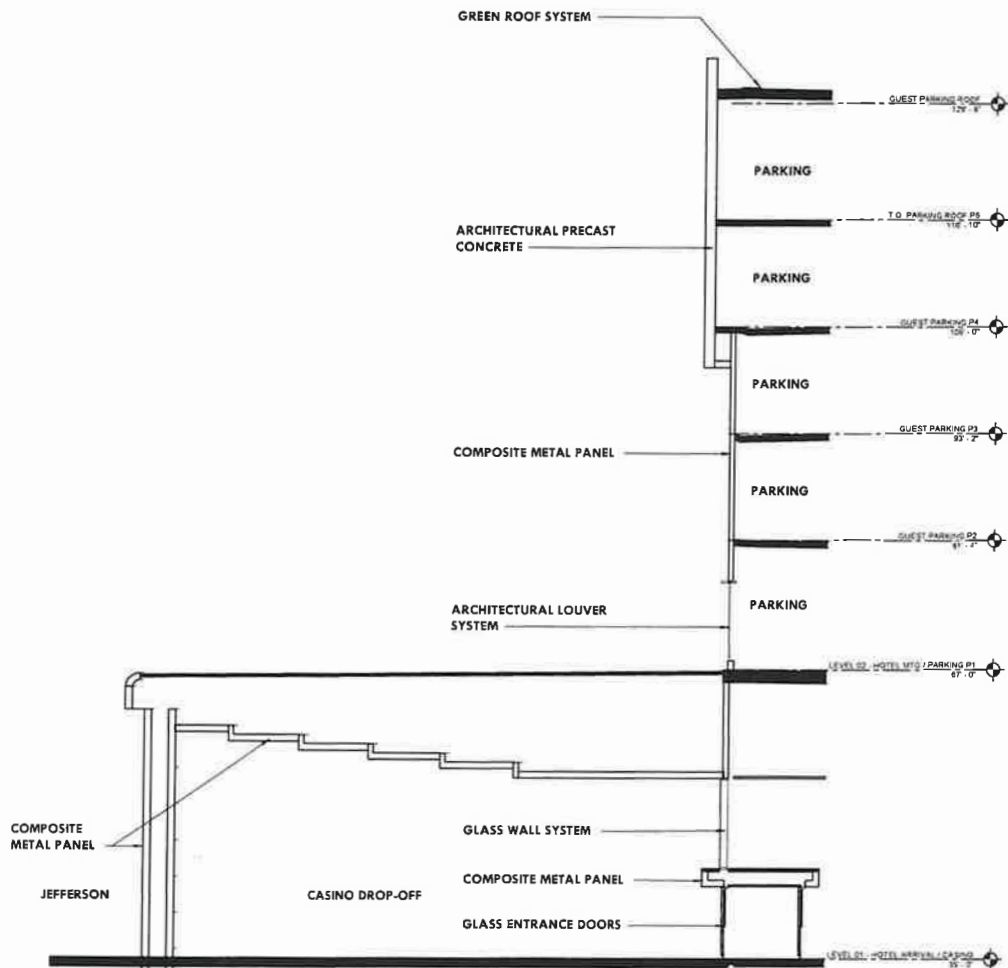 GREEN ROOF SYSTEM
GUEST PARKING ROOF
PARKING
T.O. PARKING ROOF P5
ARCHITECTURAL PRECAST
CONCRETE
PARKING
GUEST PARKING P4
PARKING
GUEST PARKING P3
93' - 2"
COMPOSITE METAL PANEL
PARKING
GUEST PARKING P2
ARCHITECTURAL LOUVER
SYSTEM
PARKING
LEVEL 02 - HOTEL MTG / PARKING P1
67' - 0"
COMPOSITE
METAL PANEL
GLASS WALL SYSTEM
COMPOSITE METAL PANEL
JEFFERSON
CASINO DROP-OFF
GLASS ENTRANCE DOORS
LEVEL 01 - HOTEL ARRIVAL / CASINO